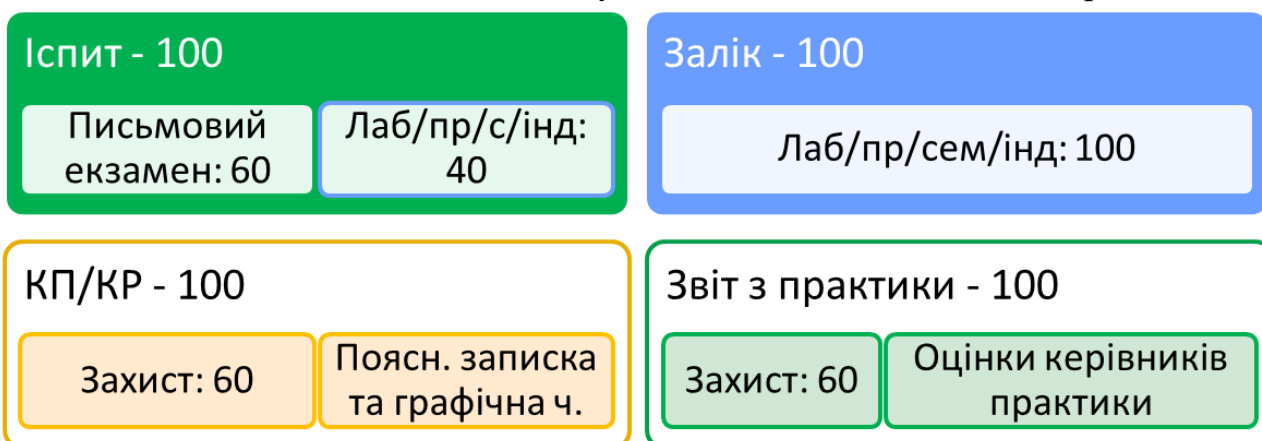 Іспит - 100
Письмовий
екзамен: 60
Лаб/пр/с/інд:
40
Залік - 100
Лаб/пр/сем/інд: 100
КП/КР - 100
Захист: 60
Поясн. записка
та графічна ч.
Звіт з практики - 100
Захист: 60
Оцінки керівників
практики